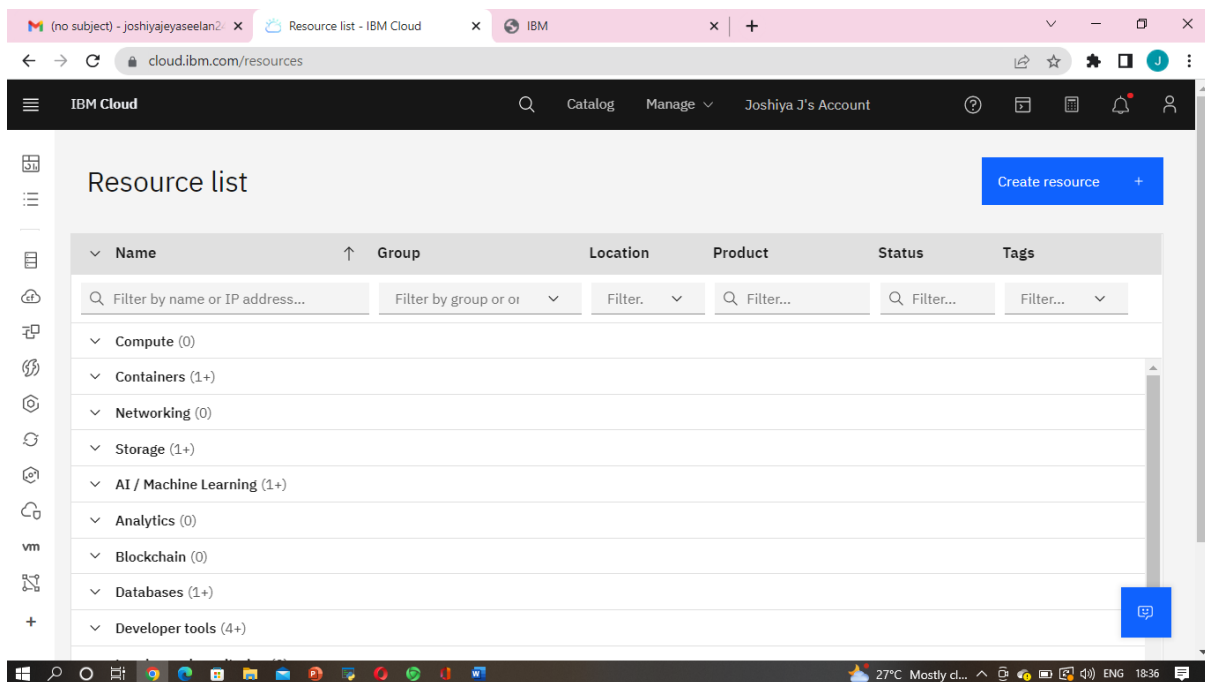 (no subject) - joshiyajeyaseelan2
Resource list - IBM Cloud
IBM
cloud.ibm.com/resources
J
IBM Cloud
Catalog
Manage
Joshiya J's Account
Resource list
Create resource +
Name
Group
Location
Product
Status
Tags
Filter by name or IP address...
Filter by group or or
Filter.
Filter...
Filter...
Filter...
Compute (0)
Containers (1+)
Networking (0)
Storage (1+)
AI / Machine Learning (1+)
Analytics (0)
Blockchain (0)
Databases (1+)
Developer tools (4+)
vm
27°C Mostly cl...
ENG
18:36